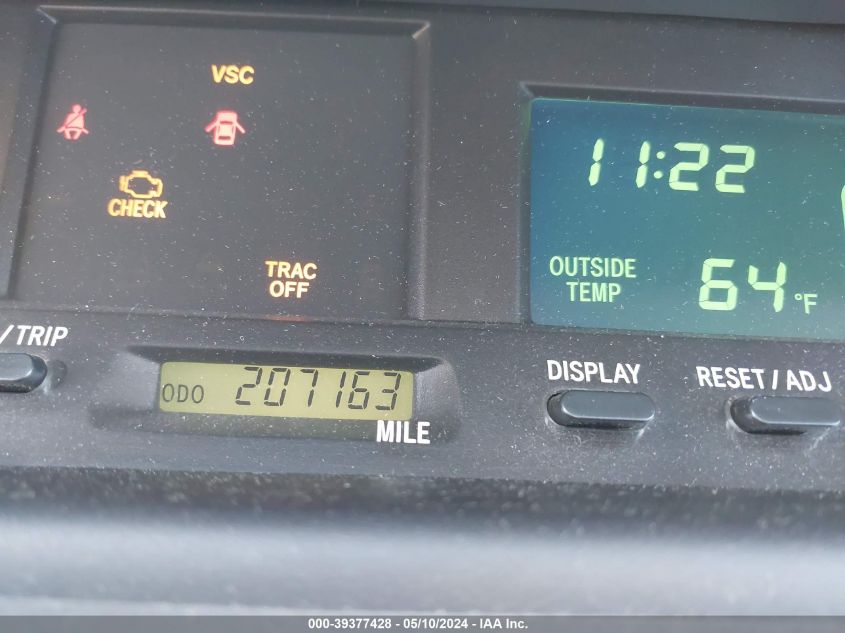 VSC
CHECK
TRAC
OFF
11:22
OUTSIDE
TEMP
64°F
/ TRIP
ODO 207163
MILE
DISPLAY
RESET / ADJ
000-39377428 - 05/10/2024 - IAA Inc.